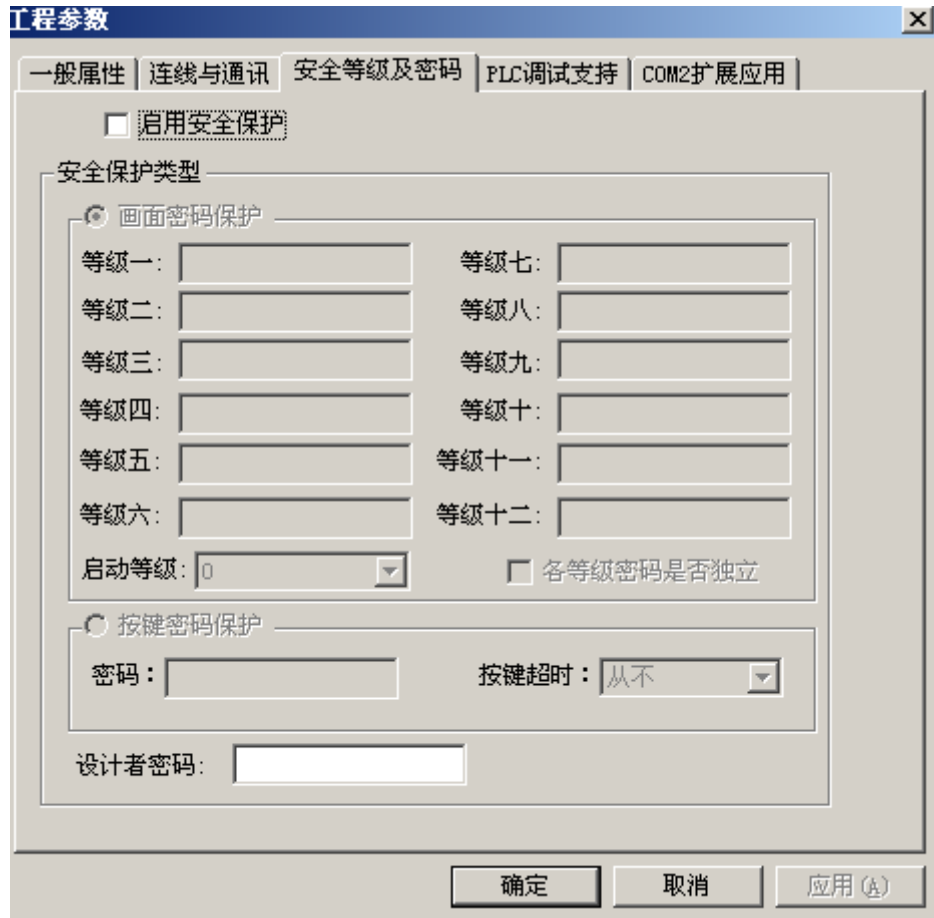 工程参数
一般属性 连线与通讯 安全等级及密码 PLC调试支持 COM2扩展应用
启用安全保护
安全保护类型
画面密码保护
等级一: 等级七:
等级二: 等级八:
等级三: 等级九:
等级四: 等级十:
等级五: 等级十一:
等级六: 等级十二:
启动等级: 0 各等级密码是否独立
按键密码保护
密码： 按键超时： 从不
设计者密码:
确定 取消 应用(A)